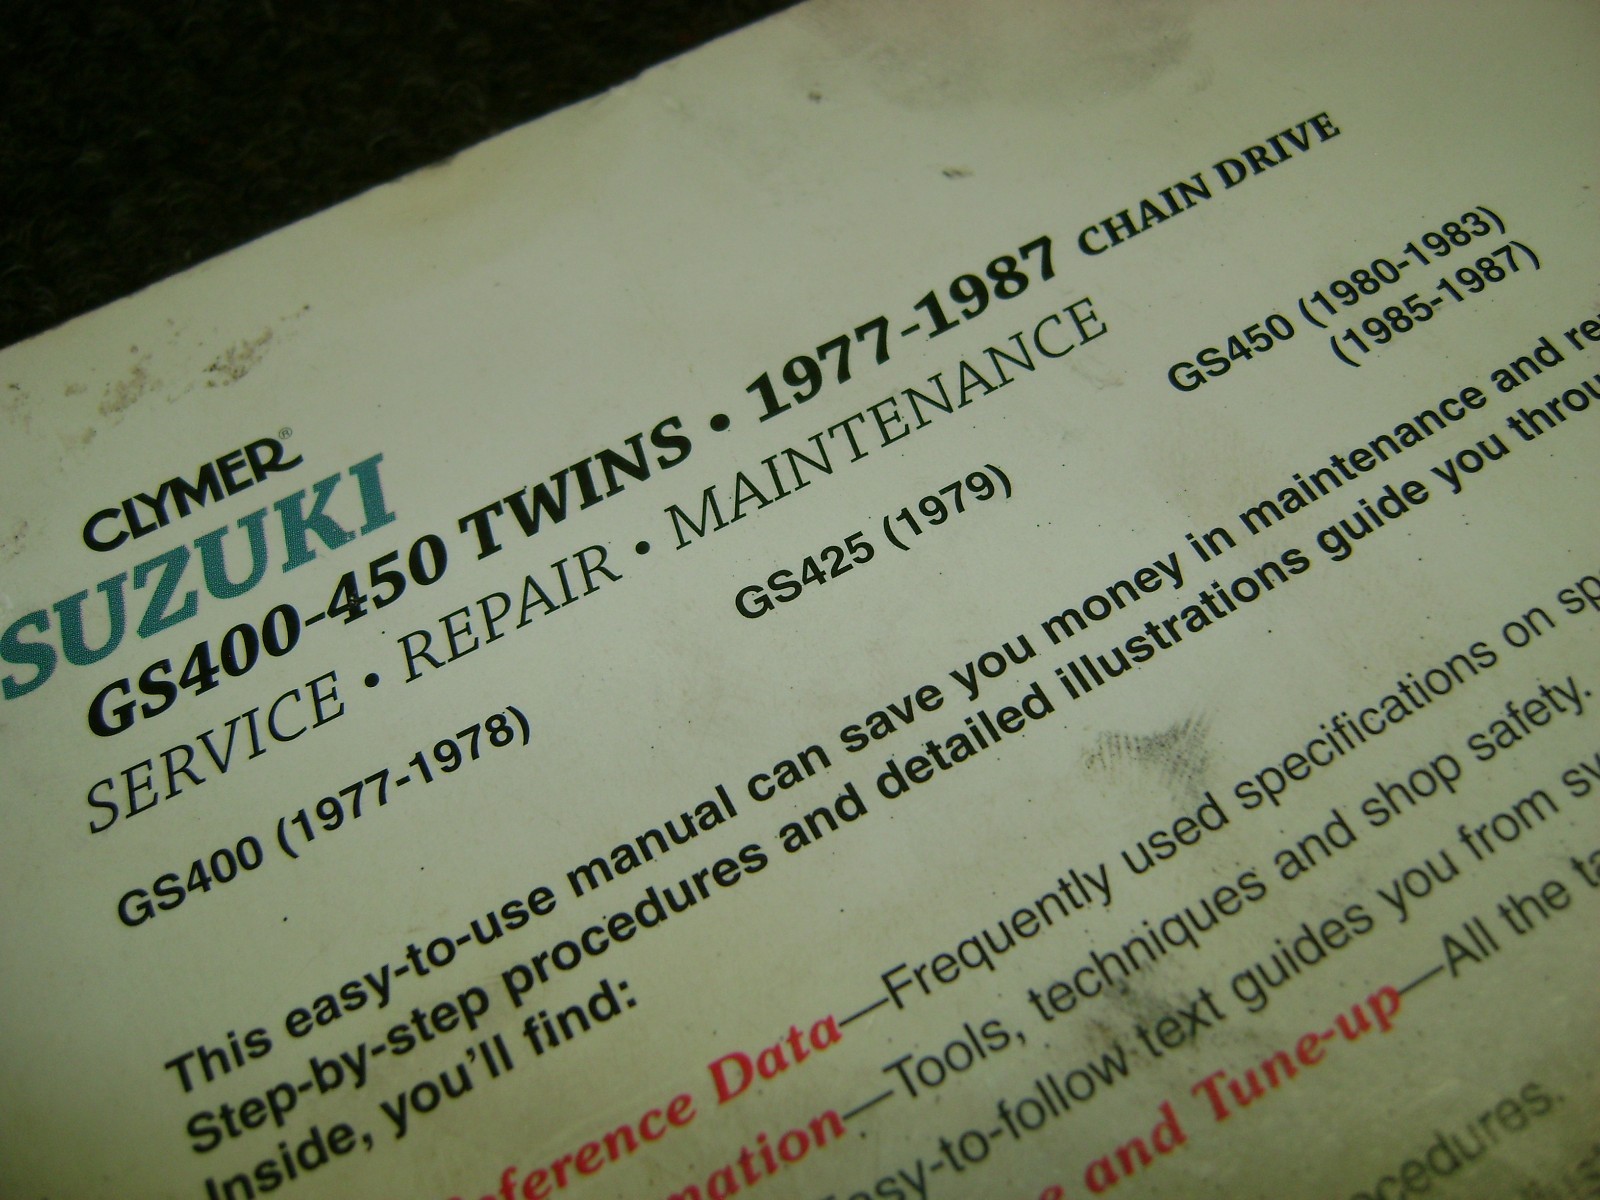 CLYMER®
SUZUKI
GS400-450 TWINS • 1977-1987 CHAIN DRIVE
SERVICE • REPAIR • MAINTENANCE
GS400 (1977-1978) GS425 (1979) GS450 (1980-1983)
(1985-1987)
This easy-to-use manual can save you money in maintenance and
Step-by-step procedures and detailed illustrations guide you
Inside, you'll find:
Data—Frequently used specifications on
—Tools, techniques and shop safety.
text guides you from
and Tune-up—All the